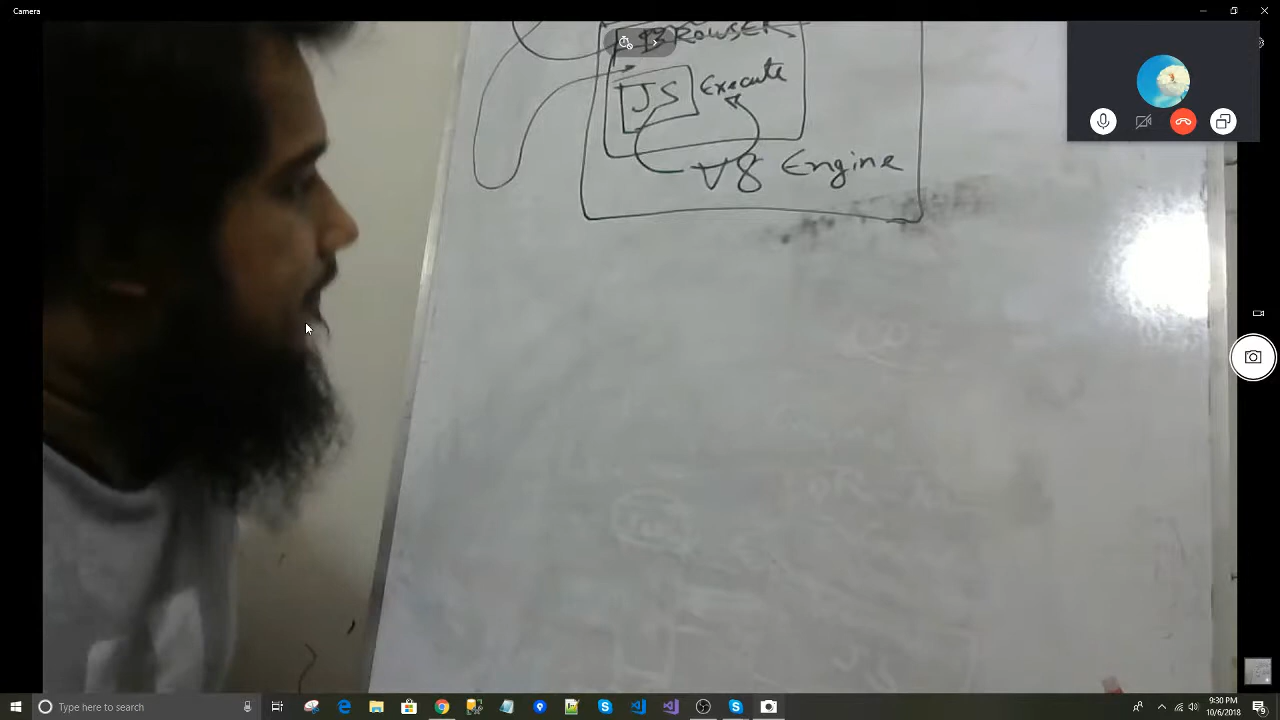 Camera
BROWSER
JS Execute
V8 Engine
Type here to search
9:30 PM
10/6/2018